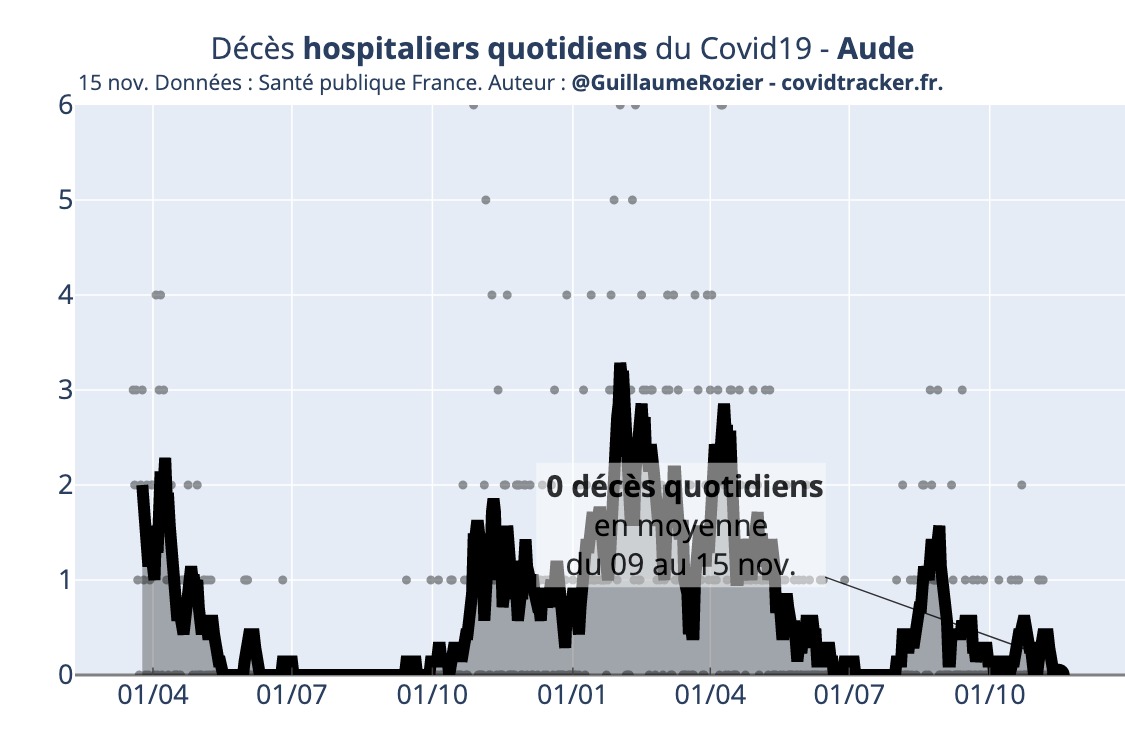 Décès hospitaliers quotidiens du Covid19 - Aude
15 nov. Données : Santé publique France. Auteur : @GuillaumeRozier - covidtracker.fr.
6
5
4
3
2
1
0
0 décès quotidiens
en moyenne
du 09 au 15 nov.
01/04 01/07 01/10 01/01 01/04 01/07 01/10